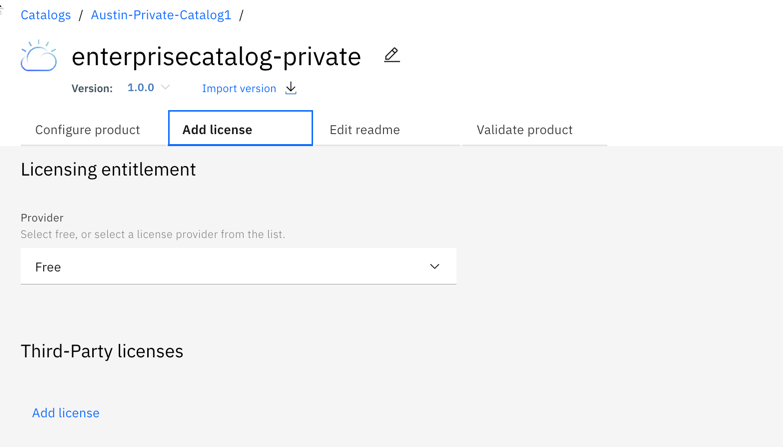 Catalogs / Austin-Private-Catalog1 /
enterprisecatalog-private
Version: 1.0.0 Import version
Configure product Add license Edit readme Validate product
Licensing entitlement
Provider
Select free, or select a license provider from the list.
Free
Third-Party licenses
Add license